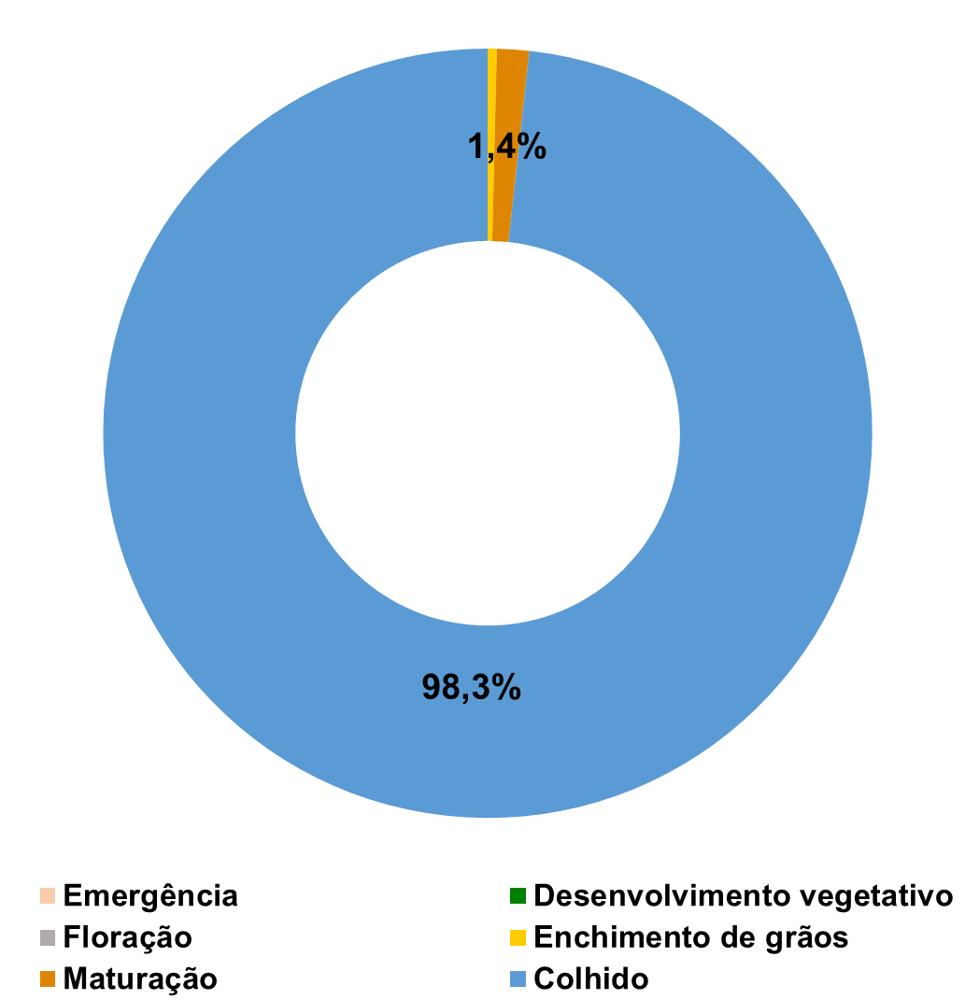 1,4%
98,3%
Emergência
Desenvolvimento vegetativo
Floração
Enchimento de grãos
Maturação
Colhido